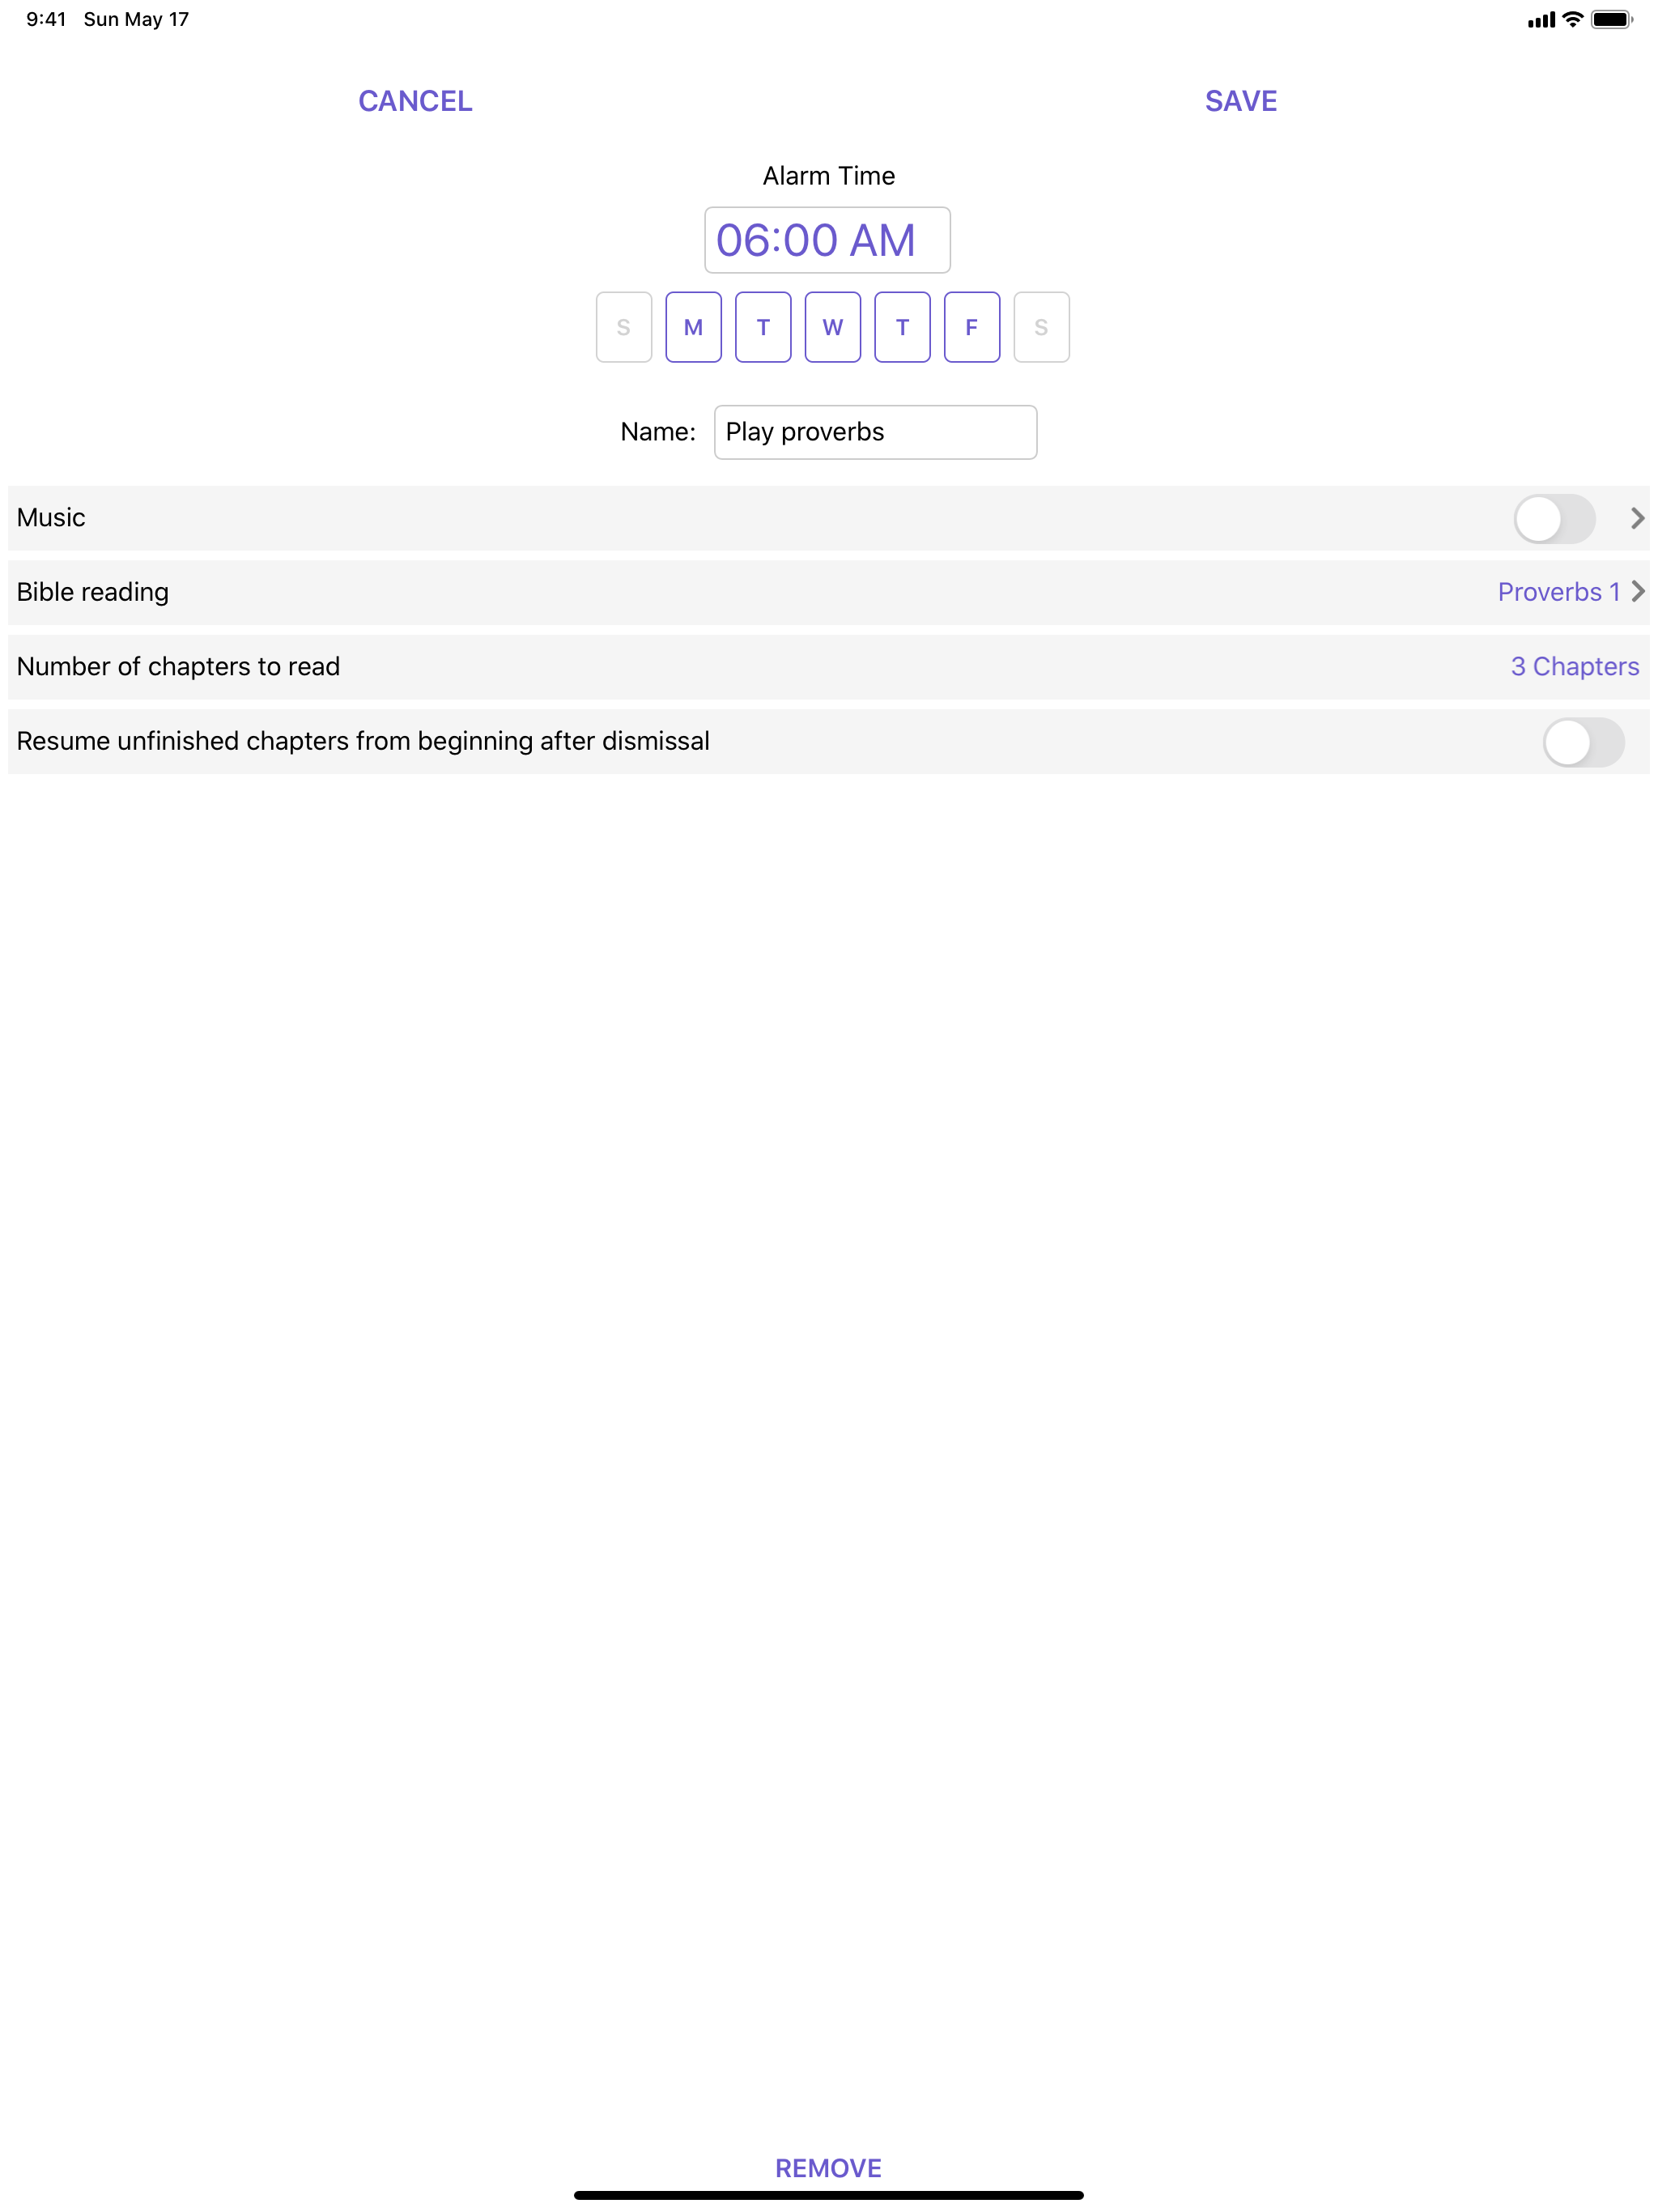 9:41 Sun May 17
CANCEL SAVE
Alarm Time
06:00 AM
S M T W T F S
Name: Play proverbs
Music
Bible reading Proverbs 1
Number of chapters to read 3 Chapters
Resume unfinished chapters from beginning after dismissal
REMOVE